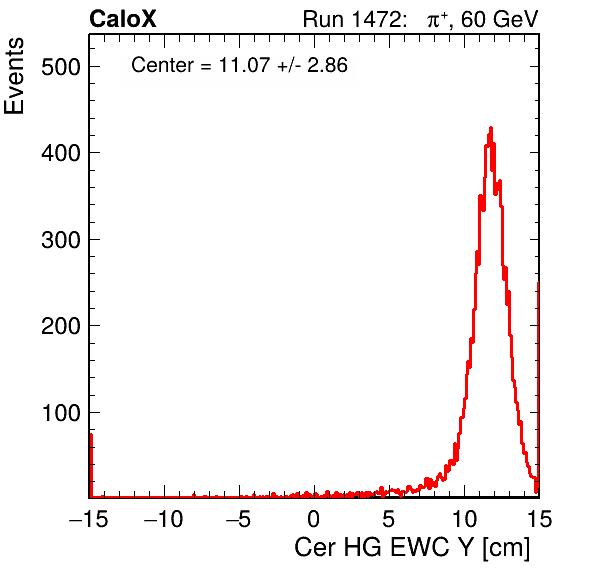 CaloX Run 1472: π+, 60 GeV
Events
Center = 11.07 +/- 2.86
500
400
300
200
100
−15 −10 −5 0 5 10 15
Cer HG EWC Y [cm]